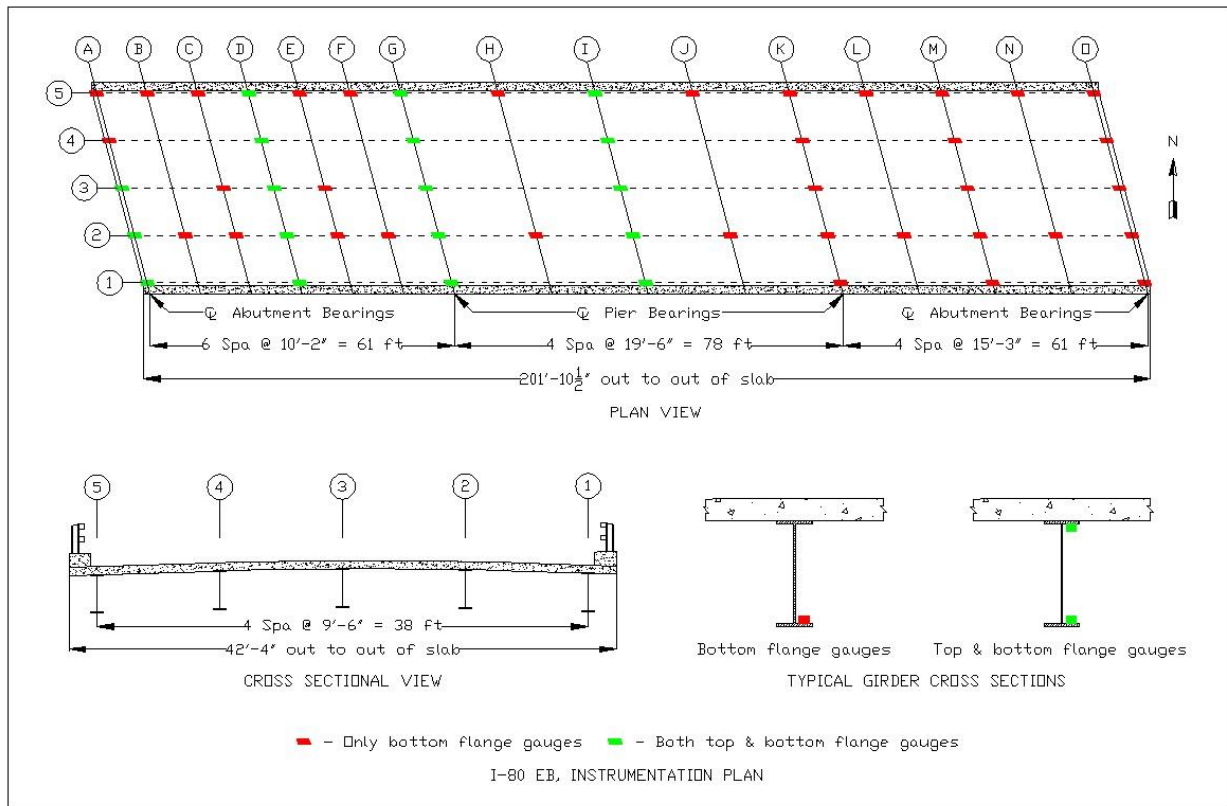 A B C D E F G H I J K L M N O
5
4
3
2
1
N
℄ Abutment Bearings ℄ Pier Bearings ℄ Abutment Bearings
6 Spa @ 10'-2" = 61 ft 4 Spa @ 19'-6" = 78 ft 4 Spa @ 15'-3" = 61 ft
201'-10½" out to out of slab
PLAN VIEW
5 4 3 2 1
4 Spa @ 9'-6" = 38 ft
42'-4" out to out of slab
CROSS SECTIONAL VIEW
Bottom flange gauges Top & bottom flange gauges
TYPICAL GIRDER CROSS SECTIONS
- Only bottom flange gauges - Both top & bottom flange gauges
I-80 EB, INSTRUMENTATION PLAN